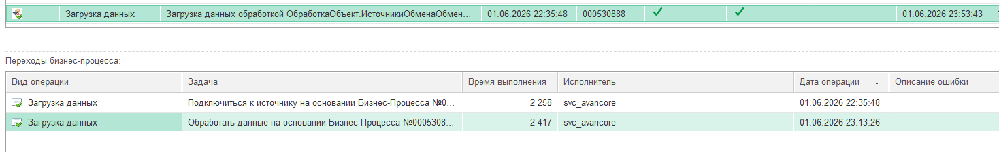 Загрузка данных Загрузка данных обработкой ОбработкаОбъект.ИсточникиОбменаОбмен... 01.06.2026 22:35:48 000530888 01.06.2026 23:53:43
Переходы бизнес-процесса:
Вид операции Задача Время выполнения Исполнитель Дата операции ↓ Описание ошибки
Загрузка данных Подключиться к источнику на основании Бизнес-Процесса №0... 2 258 svc_avancore 01.06.2026 22:35:48
Загрузка данных Обработать данные на основании Бизнес-Процесса №0005308... 2 417 svc_avancore 01.06.2026 23:13:26